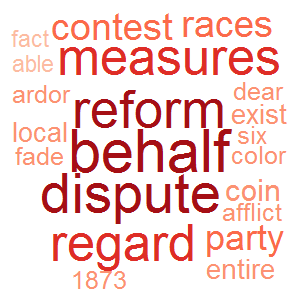 fact contest races
able measures
ardor reform dear
exist
local behalf six
fade color
dispute coin
afflict
regard party
1873 entire